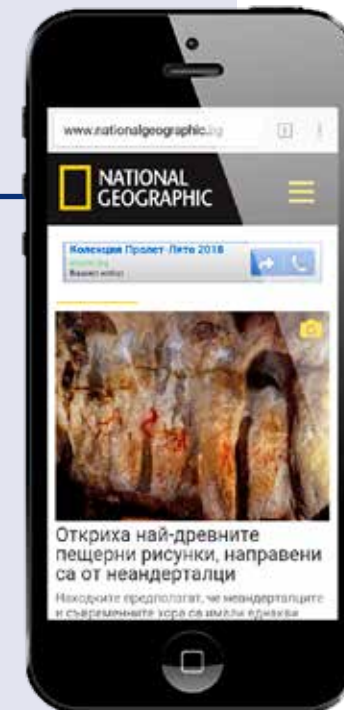 www.nationalgeographic.bg
NATIONAL
GEOGRAPHIC
Колекция Пролет-Лято 2018
Откриха най-древните
пещерни рисунки, направени
са от неандерталци
Находките предполагат, че неандерталците
и съвременните хора са имали еднакви